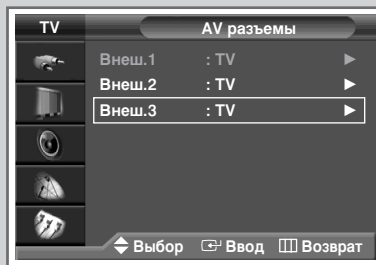 TV AV разъемы
Внеш.1 : TV
Внеш.2 : TV
Внеш.3 : TV
Выбор Ввод Возврат